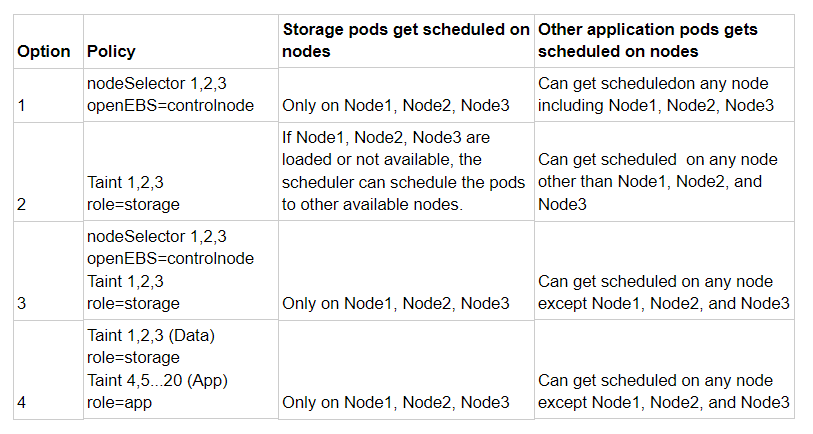 Option Policy Storage pods get scheduled on nodes Other application pods gets scheduled on nodes
1
nodeSelector 1,2,3
openEBS=controlnode
Only on Node1, Node2, Node3
Can get scheduledon any node
including Node1, Node2, Node3
2
Taint 1,2,3
role=storage
If Node1, Node2, Node3 are
loaded or not available, the
scheduler can schedule the pods
to other available nodes.
Can get scheduled  on any node
other than Node1, Node2, and
Node3
3
nodeSelector 1,2,3
openEBS=controlnode
Taint 1,2,3
role=storage
Only on Node1, Node2, Node3
Can get scheduled on any node
except Node1, Node2, and Node3
4
Taint 1,2,3 (Data)
role=storage
Taint 4,5...20 (App)
role=app
Only on Node1, Node2, Node3
Can get scheduled on any node
except Node1, Node2, and Node3